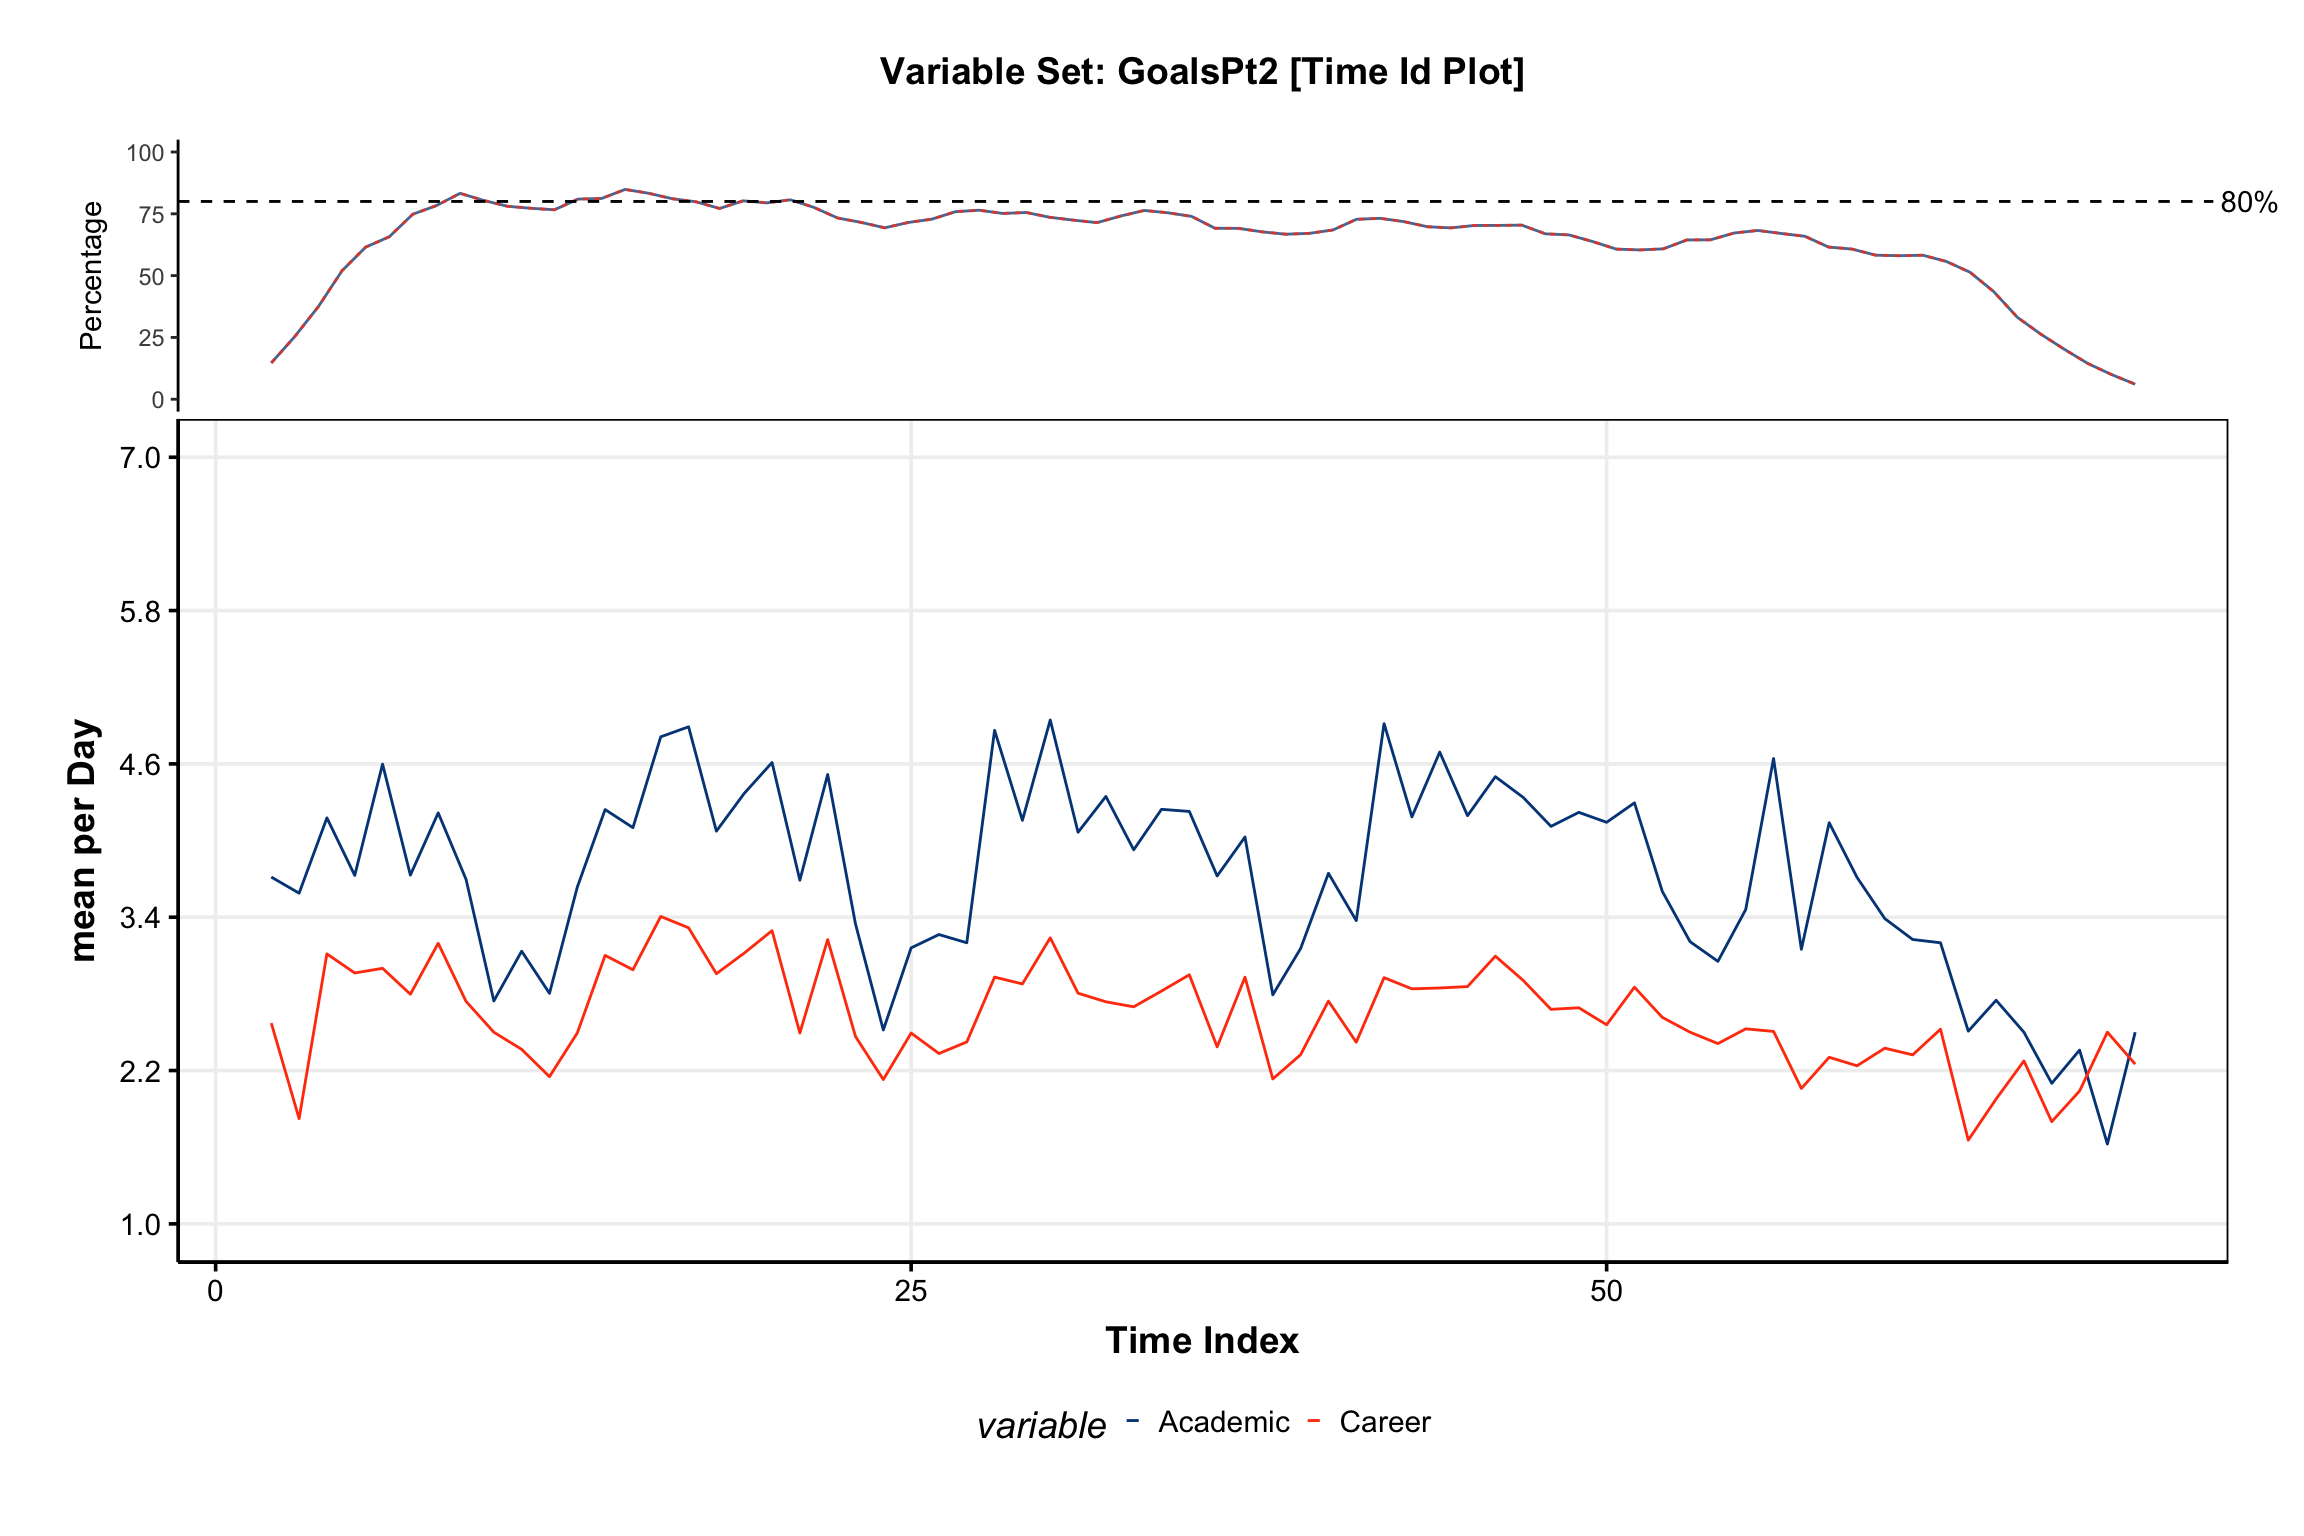 Variable Set: GoalsPt2 [Time Id Plot]
Percentage
100
75
50
25
0
80%
mean per Day
7.0
5.8
4.6
3.4
2.2
1.0
0 25 50
Time Index
variable Academic Career